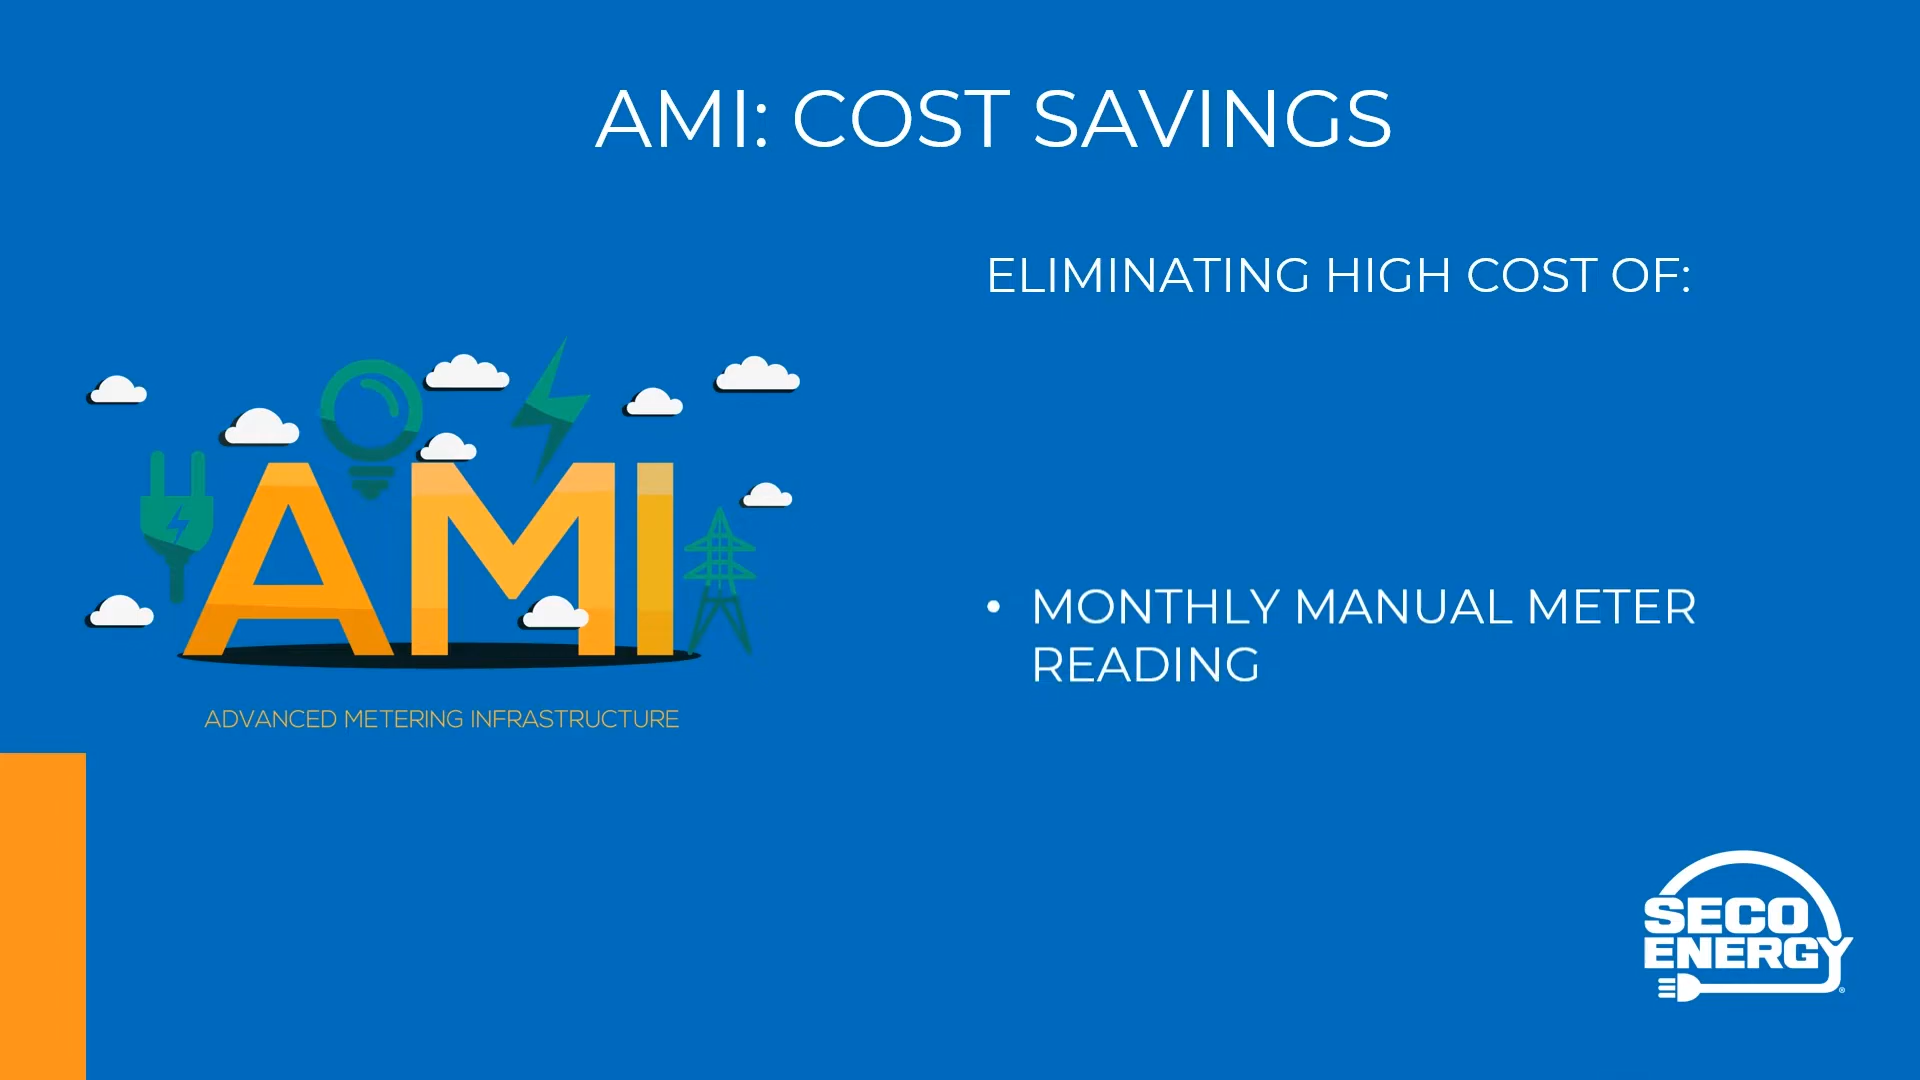 AMI: COST SAVINGS
ELIMINATING HIGH COST OF:
AMI
ADVANCED METERING INFRASTRUCTURE
• MONTHLY MANUAL METER
READING
SECO
ENERGY®